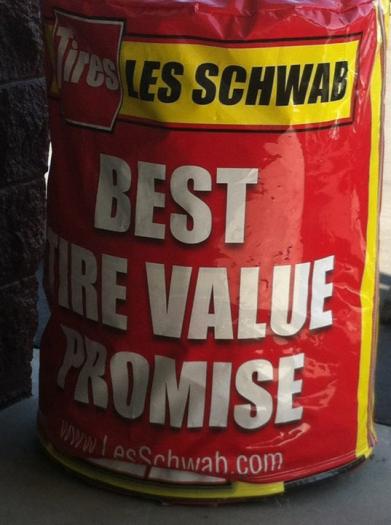 Tires LES SCHWAB
BEST
TIRE VALUE
PROMISE
www.LesSchwab.com